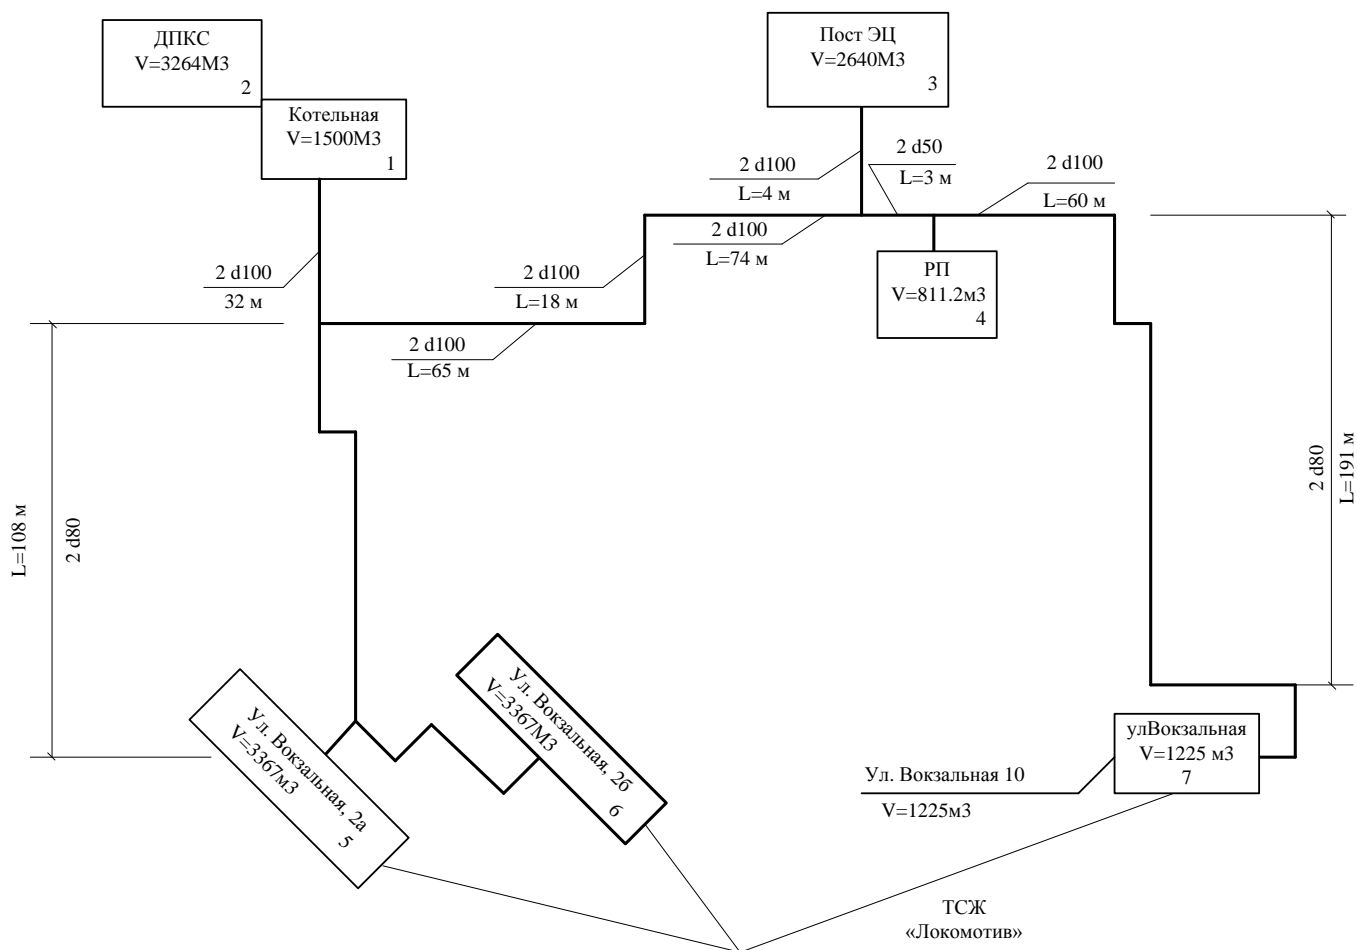 ДПКС
V=3264М3
2
Котельная
V=1500М3
1
Пост ЭЦ
V=2640М3
3
2 d100
L=4 м
2 d50
L=3 м
2 d100
L=60 м
2 d100
L=74 м
2 d100
32 м
2 d100
L=18 м
РП
V=811.2м3
4
2 d100
L=65 м
L=108 м
2 d80
2 d80
L=191 м
Ул. Вокзальная, 2а
V=3367м3
5
Ул. Вокзальная, 2б
V=3367М3
6
улВокзальная
V=1225 м3
7
Ул. Вокзальная 10
V=1225м3
ТСЖ
«Локомотив»